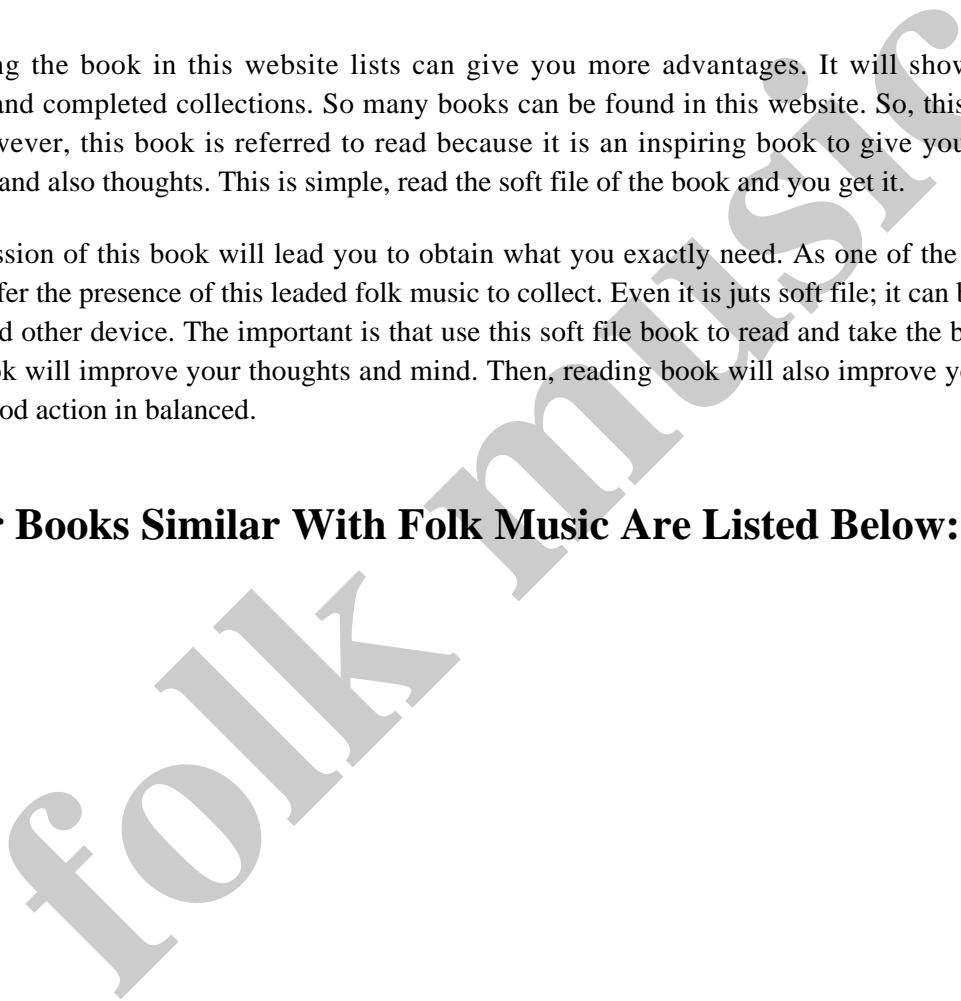 ng the book in this website lists can give you more advantages. It will show
and completed collections. So many books can be found in this website. So, this
wever, this book is referred to read because it is an inspiring book to give you
and also thoughts. This is simple, read the soft file of the book and you get it.
ssion of this book will lead you to obtain what you exactly need. As one of the
fer the presence of this leaded folk music to collect. Even it is juts soft file; it can b
d other device. The important is that use this soft file book to read and take the b
ok will improve your thoughts and mind. Then, reading book will also improve y
od action in balanced.
r Books Similar With Folk Music Are Listed Below:
folk music